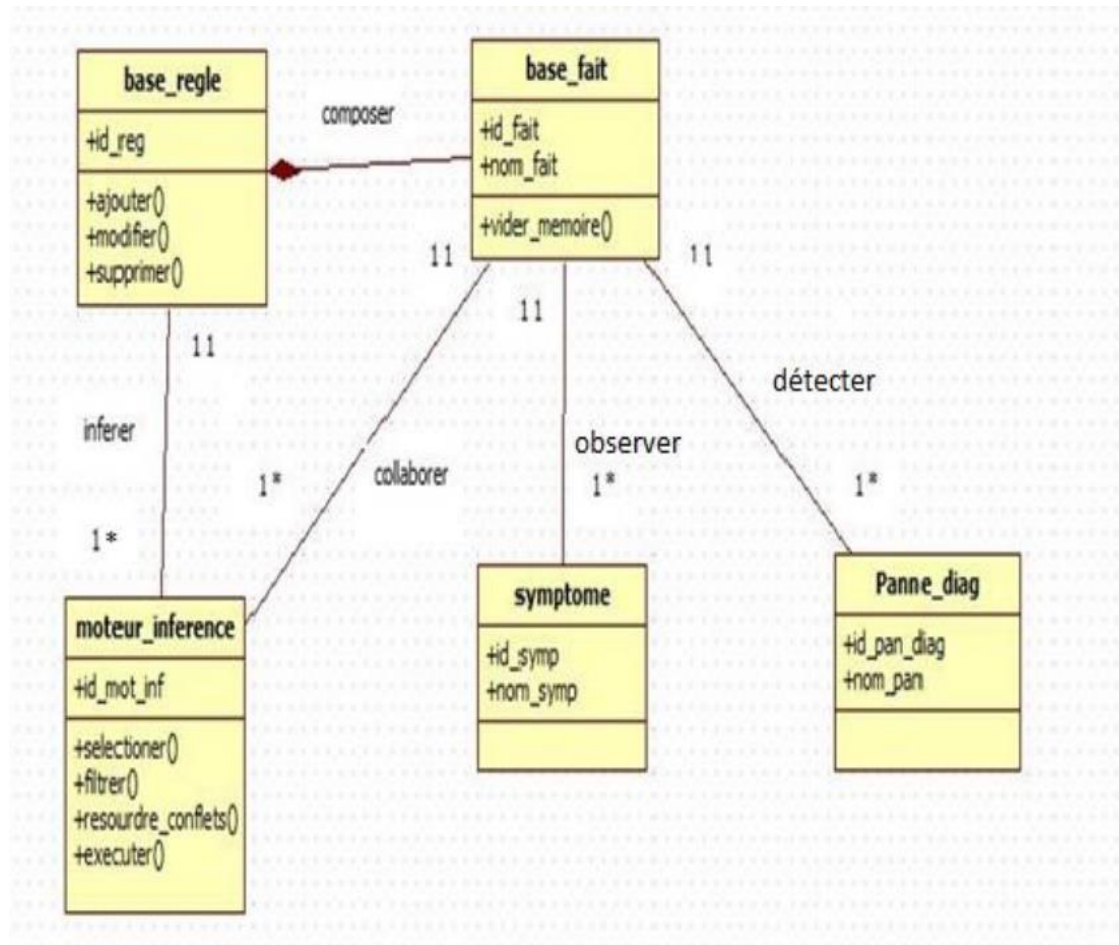 base_regle
+id_reg
+ajouter()
+modifier()
+supprimer()
composer
base_fait
+id_fait
+nom_fait
+vider_memoire()
11
11
11
11
inferer
1*
collaborer
1*
observer
1*
détecter
1*
moteur_inference
+id_mot_inf
+selectioner()
+filtrer()
+resourdre_conflets()
+executer()
symptome
+id_symp
+nom_symp
Panne_diag
+id_pan_diag
+nom_pan